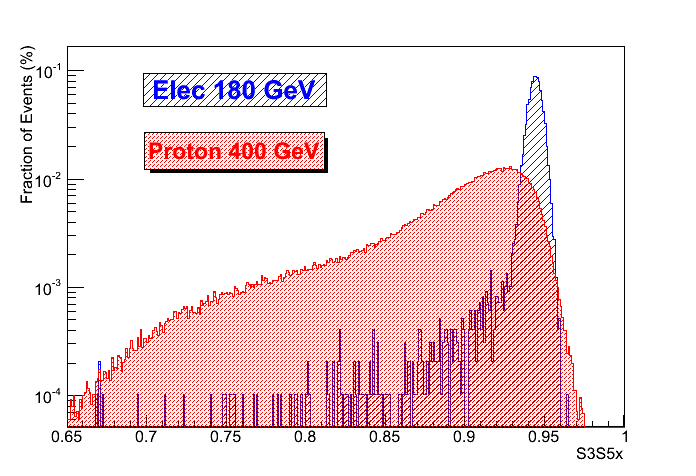 Fraction of Events (%)
10^-1
10^-2
10^-3
10^-4
Elec 180 GeV
Proton 400 GeV
0.65 0.7 0.75 0.8 0.85 0.9 0.95 1
S3S5x